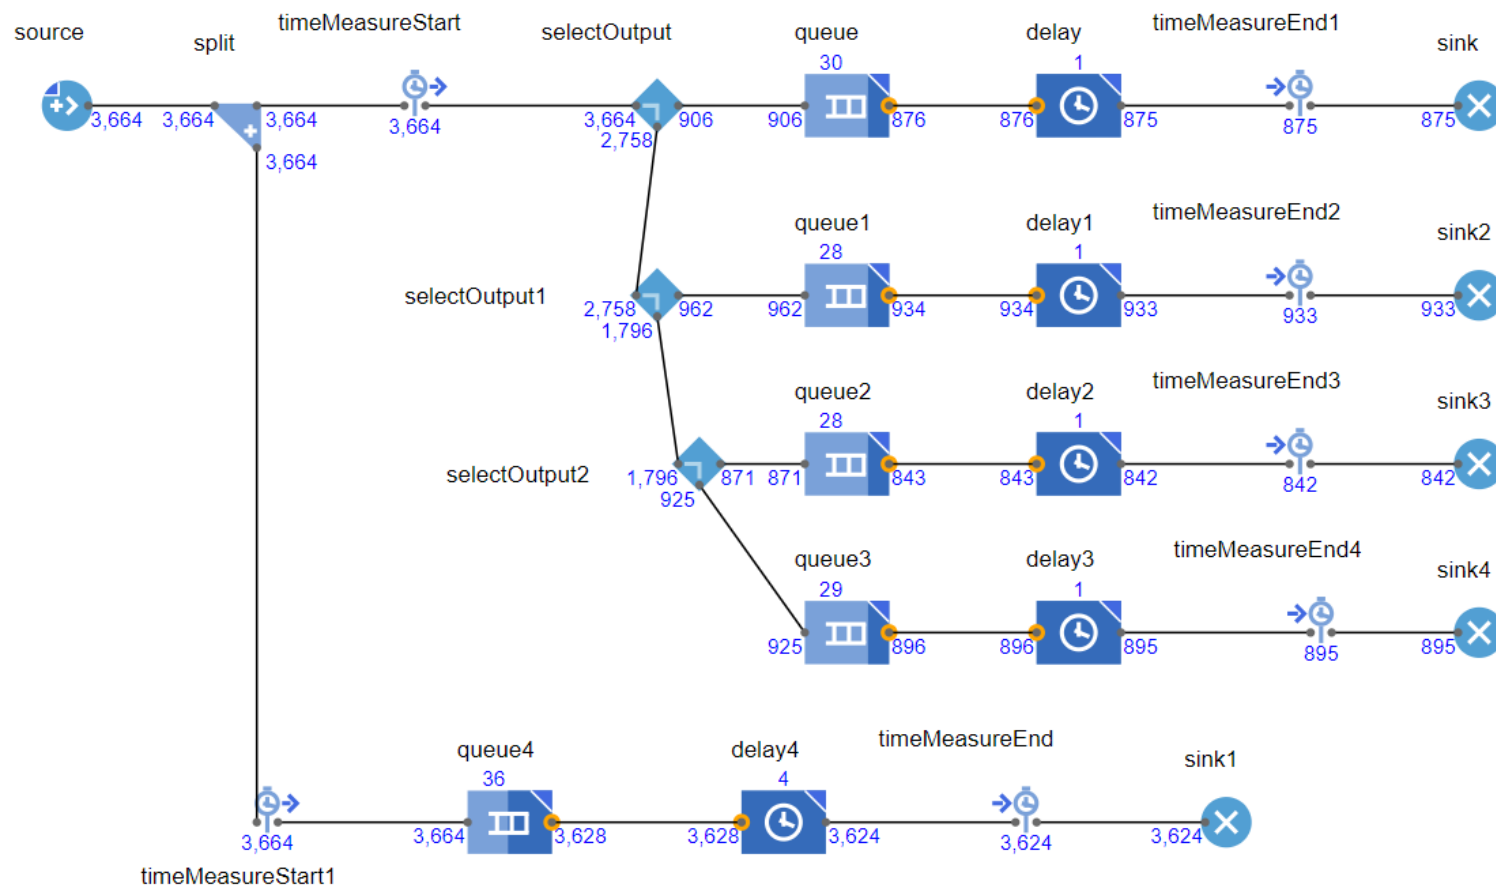 source
split
timeMeasureStart
selectOutput
queue
delay
timeMeasureEnd1
sink
30
1
3,664
3,664
3,664
3,664
3,664
3,664
906
2,758
906
876
876
875
875
875
queue1
delay1
timeMeasureEnd2
sink2
28
1
selectOutput1
2,758
962
1,796
962
934
934
933
933
933
queue2
delay2
timeMeasureEnd3
sink3
28
1
selectOutput2
1,796
871
925
871
843
843
842
842
842
queue3
delay3
timeMeasureEnd4
sink4
29
1
925
896
896
895
895
895
queue4
delay4
timeMeasureEnd
sink1
36
4
3,664
3,664
3,628
3,628
3,624
3,624
3,624
timeMeasureStart1